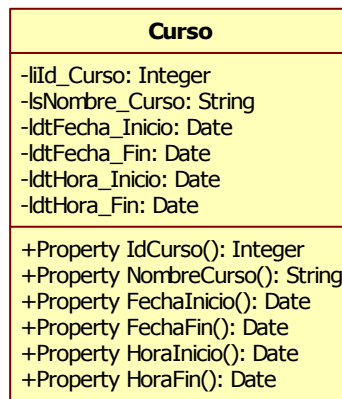 Curso
-liId_Curso: Integer
-lsNombre_Curso: String
-ldtFecha_Inicio: Date
-ldtFecha_Fin: Date
-ldtHora_Inicio: Date
-ldtHora_Fin: Date
+Property IdCurso(): Integer
+Property NombreCurso(): String
+Property FechaInicio(): Date
+Property FechaFin(): Date
+Property HoraInicio(): Date
+Property HoraFin(): Date